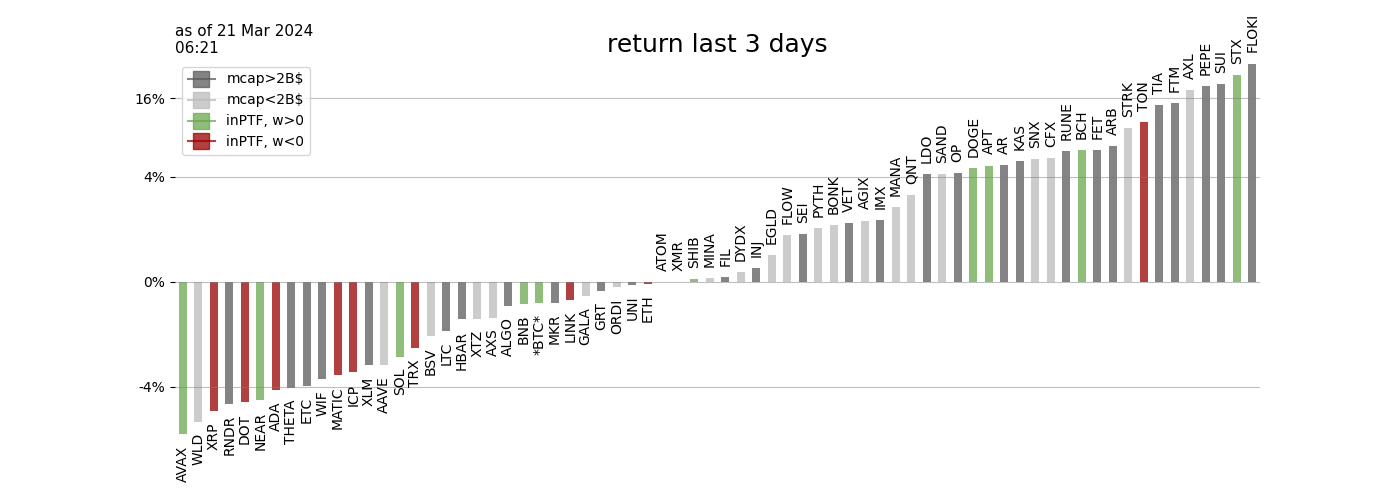 as of 21 Mar 2024
06:21
return last 3 days
mcap>2B$
mcap<2B$
inPTF, w>0
inPTF, w<0
16%
4%
0%
-4%
AVAX
WLD
XRP
RNDR
DOT
NEAR
ADA
THETA
ETC
WIF
MATIC
ICP
XLM
AAVE
SOL
TRX
BSV
LTC
HBAR
XTZ
AXS
ALGO
BNB
*BTC*
MKR
LINK
GALA
GRT
ORDI
UNI
ETH
ATOM
XMR
SHIB
MINA
FIL
DYDX
INJ
EGLD
FLOW
SEI
PYTH
BONK
VET
AGIX
IMX
MANA
QNT
LDO
SAND
OP
DOGE
APT
AR
KAS
SNX
CFX
RUNE
BCH
FET
ARB
STRK
TON
TIA
FTM
AXL
PEPE
SUI
STX
FLOKI